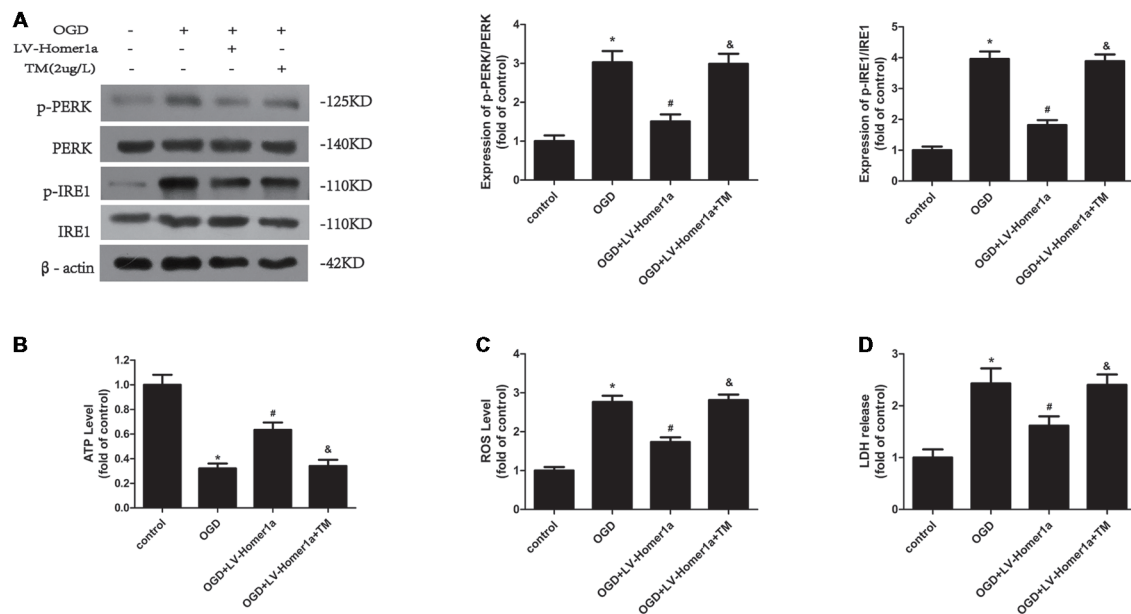 A
OGD - + + +
LV-Homer1a - - + -
TM(2ug/L) - - - +
p-PERK -125KD
PERK -140KD
p-IRE1 -110KD
IRE1 -110KD
β - actin -42KD
Expression of p-PERK/PERK
(fold of control)
4
3
2
1
0
*
#
&
control
OGD
OGD+LV-Homer1a
OGD+LV-Homer1a+TM
Expression of p-IRE1/IRE1
(fold of control)
5
4
3
2
1
0
*
#
&
control
OGD
OGD+LV-Homer1a
OGD+LV-Homer1a+TM
B
ATP Level
(fold of control)
1.2
1.0
0.8
0.6
0.4
0.2
0.0
*
#
&
control
OGD
OGD+LV-Homer1a
OGD+LV-Homer1a+TM
C
ROS Level
(fold of control)
4
3
2
1
0
*
#
&
control
OGD
OGD+LV-Homer1a
OGD+LV-Homer1a+TM
D
LDH release
(fold of control)
3
2
1
0
*
#
&
control
OGD
OGD+LV-Homer1a
OGD+LV-Homer1a+TM